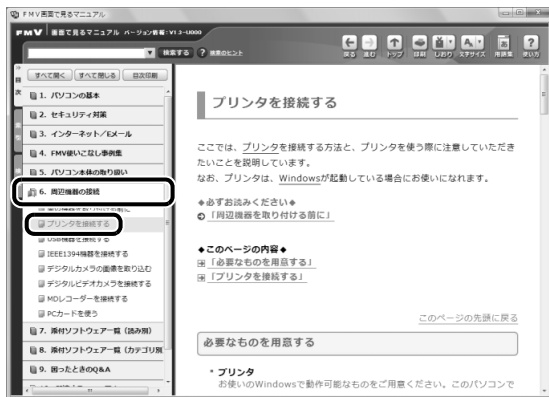 FMV画面で見るマニュアル
FMV 画面で見るマニュアル バージョン情報:V13-U000
検索する ? 検索のヒント
戻る 進む トップ 印刷 しおり 文字サイズ 用語集 使い方
目次
すべて開く すべて閉じる 目次印刷
1. パソコンの基本
2. セキュリティ対策
3. インターネット/Eメール
4. FMV使いこなし事例集
5. パソコン本体の取り扱い
6. 周辺機器の接続
プリンタを接続する
USB機器を接続する
IEEE1394機器を接続する
デジタルカメラの画像を取り込む
デジタルビデオカメラを接続する
MDレコーダーを接続する
PCカードを使う
7. 添付ソフトウェア一覧(読み別)
8. 添付ソフトウェア一覧(カテゴリ別
9. 困ったときのQ&A
プリンタを接続する
ここでは、プリンタを接続する方法と、プリンタを使う際に注意していただき
たいことを説明しています。
なお、プリンタは、Windowsが起動している場合にお使いになれます。
◆必ずお読みください◆
「周辺機器を取り付ける前に」
◆このページの内容◆
「必要なものを用意する」
「プリンタを接続する」
このページの先頭に戻る
必要なものを用意する
プリンタ
お使いのWindowsで動作可能なものをご用意ください。このパソコンで